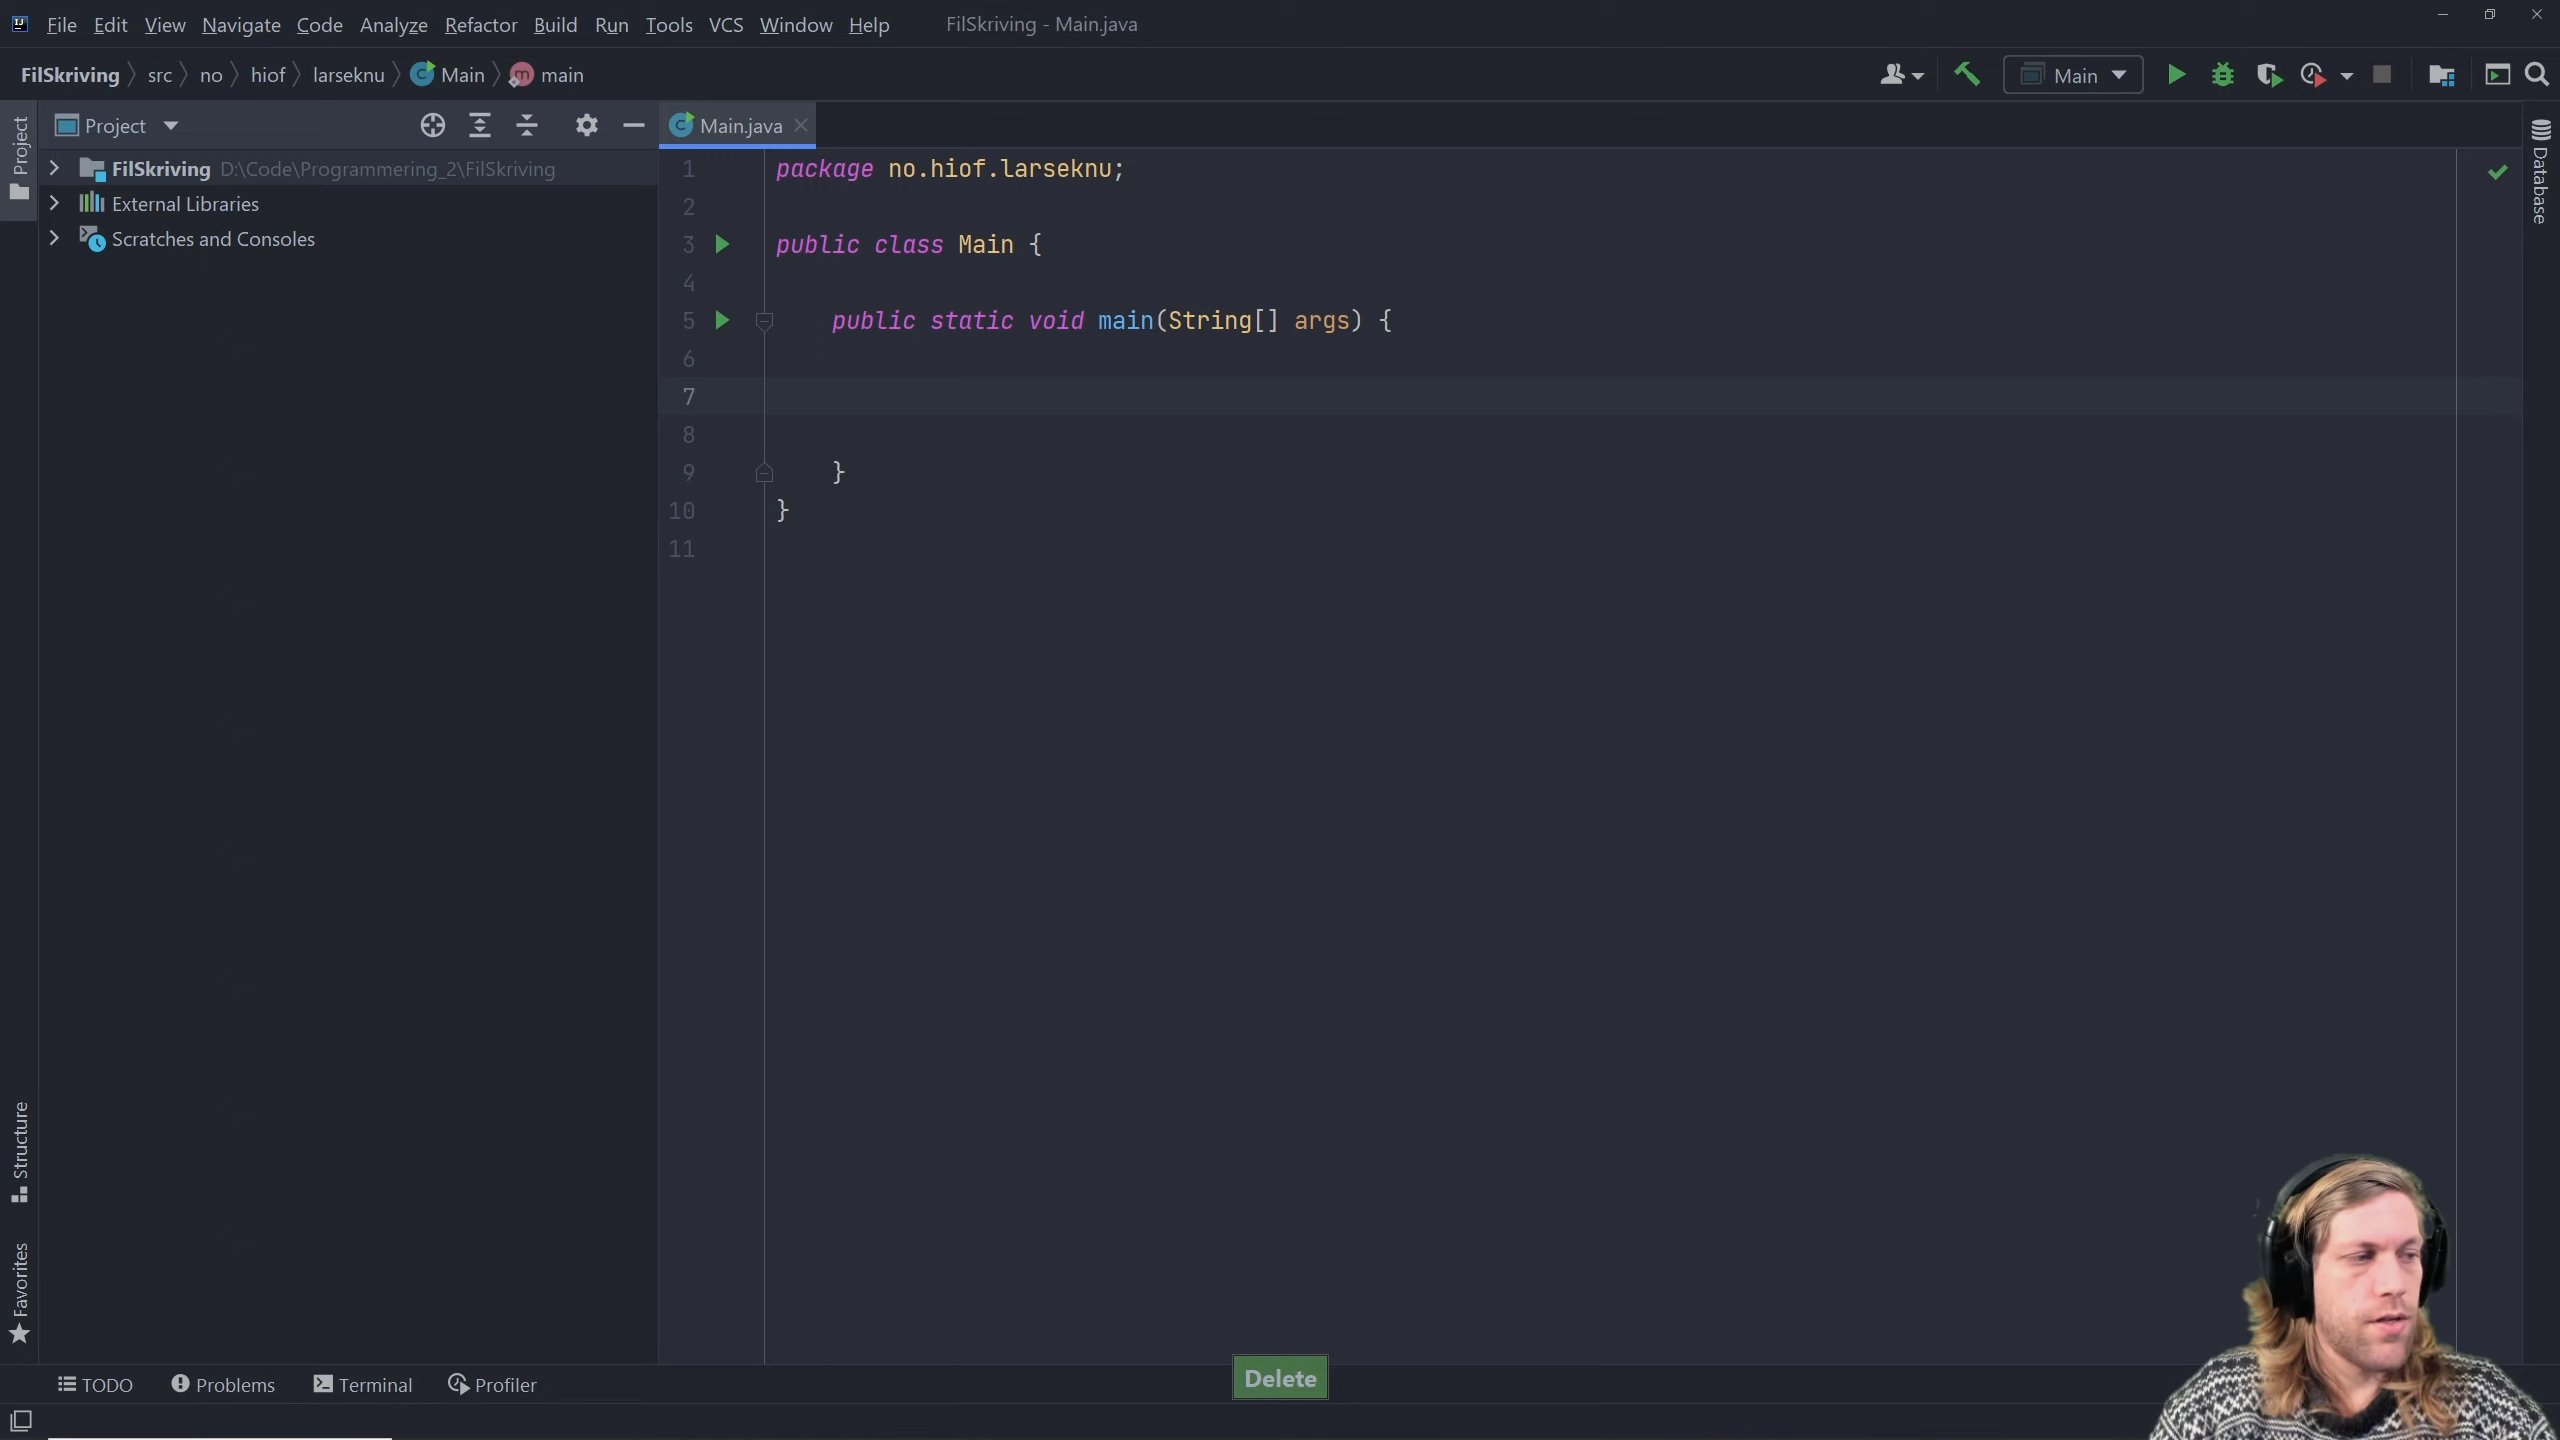 File Edit View Navigate Code Analyze Refactor Build Run Tools VCS Window Help FilSkriving - Main.java
FilSkriving src no hiof larseknu Main main Main
Project
Project
Main.java
Database
FilSkriving D:\Code\Programmering_2\FilSkriving
External Libraries
Scratches and Consoles
1 package no.hiof.larseknu;
2
3 public class Main {
4
5 public static void main(String[] args) {
6
7
8
9 }
10 }
11
Structure
Favorites
TODO Problems Terminal Profiler
Delete